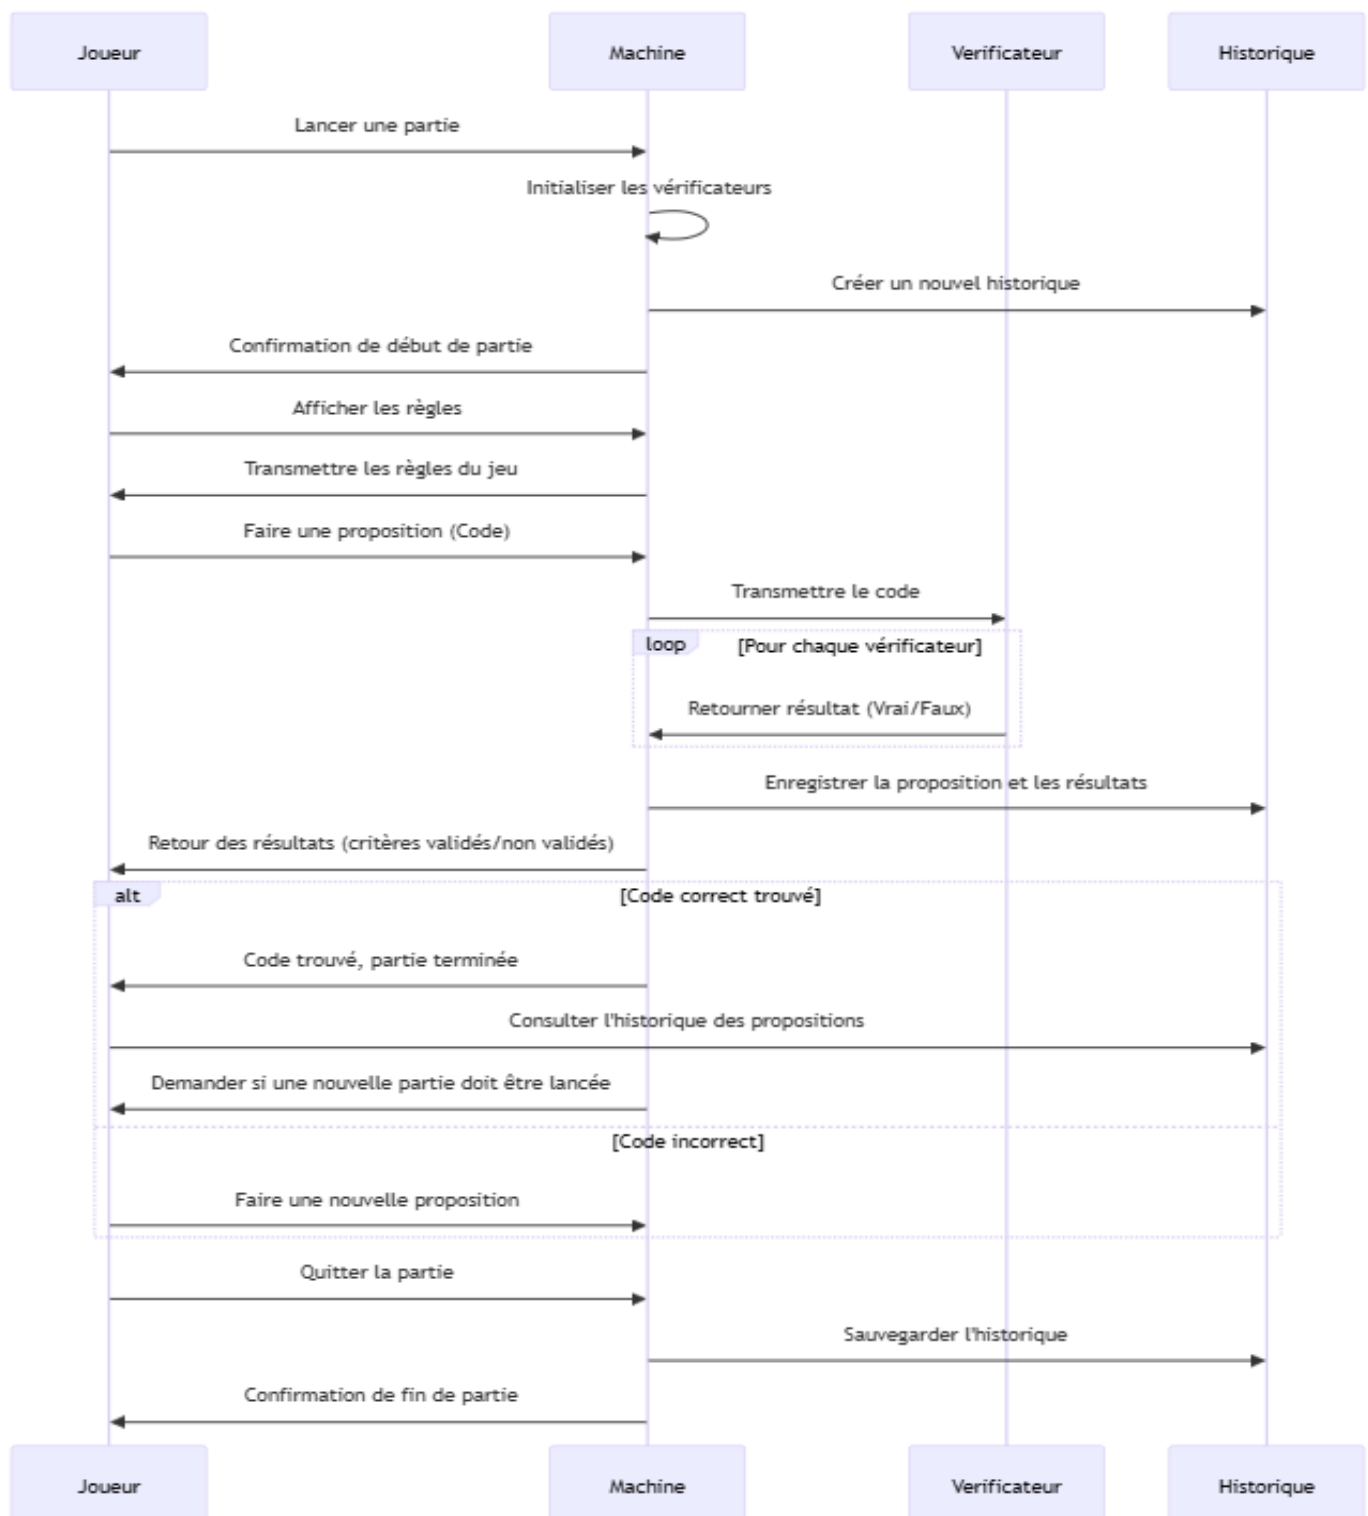 Joueur
Machine
Verificateur
Historique
Lancer une partie
Initialiser les vérificateurs
Créer un nouvel historique
Confirmation de début de partie
Afficher les règles
Transmettre les règles du jeu
Faire une proposition (Code)
Transmettre le code
loop
[Pour chaque vérificateur]
Retourner résultat (Vrai/Faux)
Enregistrer la proposition et les résultats
Retour des résultats (critères validés/non validés)
alt
[Code correct trouvé]
Code trouvé, partie terminée
Consulter l'historique des propositions
Demander si une nouvelle partie doit être lancée
[Code incorrect]
Faire une nouvelle proposition
Quitter la partie
Sauvegarder l'historique
Confirmation de fin de partie
Joueur
Machine
Verificateur
Historique